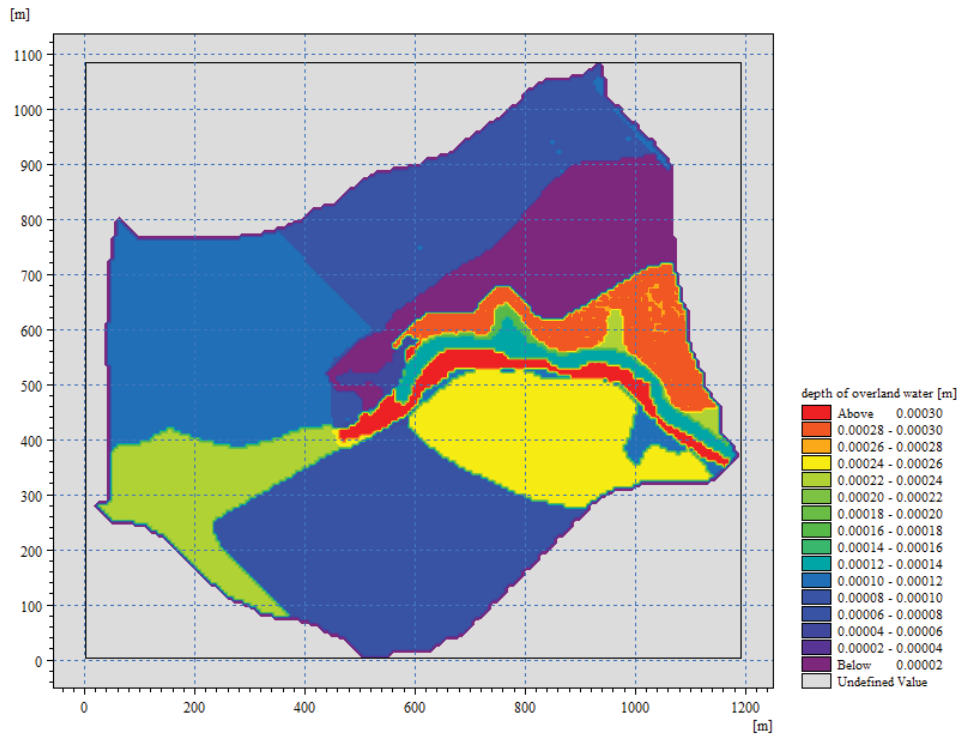 [m]
1100
1000
900
800
700
600
500
400
300
200
100
0
0 200 400 600 800 1000 1200
[m]
depth of overland water [m]
Above 0.00030
0.00028 - 0.00030
0.00026 - 0.00028
0.00024 - 0.00026
0.00022 - 0.00024
0.00020 - 0.00022
0.00018 - 0.00020
0.00016 - 0.00018
0.00014 - 0.00016
0.00012 - 0.00014
0.00010 - 0.00012
0.00008 - 0.00010
0.00006 - 0.00008
0.00004 - 0.00006
0.00002 - 0.00004
Below 0.00002
Undefined Value